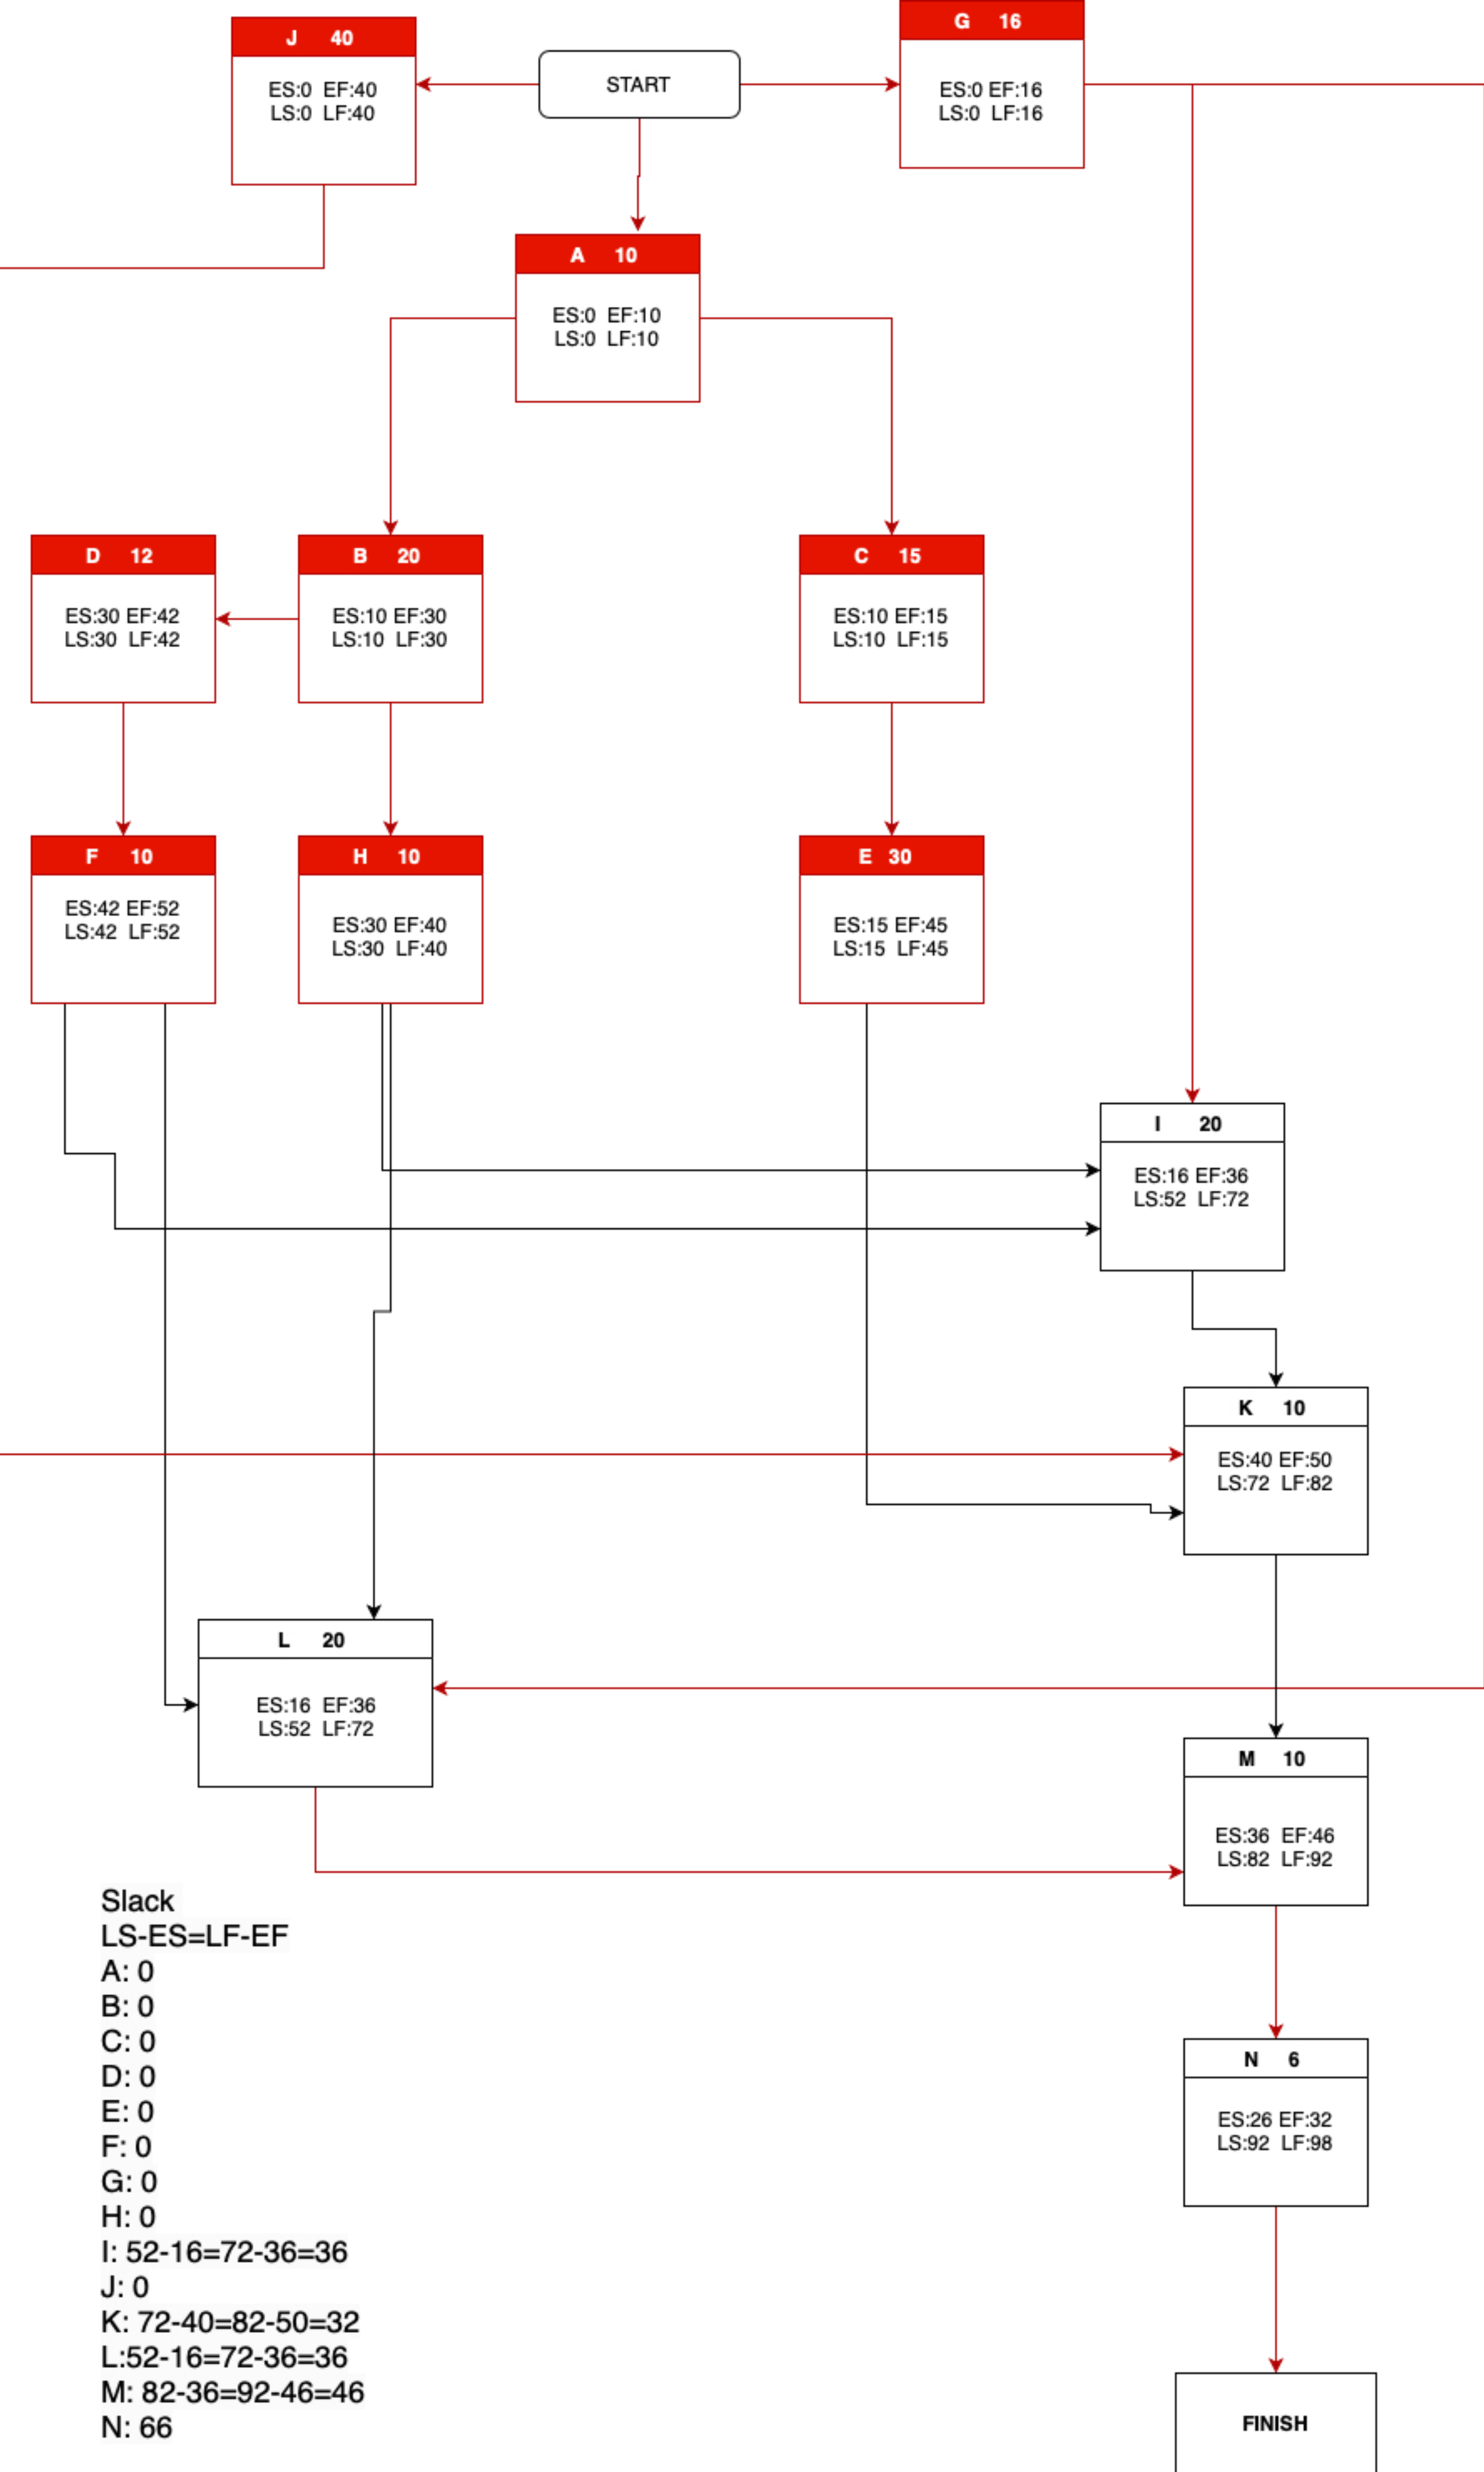 G 16
ES:0 EF:16
LS:0 LF:16
J 40
ES:0 EF:40
LS:0 LF:40
START
A 10
ES:0 EF:10
LS:0 LF:10
D 12
ES:30 EF:42
LS:30 LF:42
B 20
ES:10 EF:30
LS:10 LF:30
C 15
ES:10 EF:15
LS:10 LF:15
F 10
ES:42 EF:52
LS:42 LF:52
H 10
ES:30 EF:40
LS:30 LF:40
E 30
ES:15 EF:45
LS:15 LF:45
I 20
ES:16 EF:36
LS:52 LF:72
K 10
ES:40 EF:50
LS:72 LF:82
L 20
ES:16 EF:36
LS:52 LF:72
M 10
ES:36 EF:46
LS:82 LF:92
N 6
ES:26 EF:32
LS:92 LF:98
FINISH
Slack
LS-ES=LF-EF
A: 0
B: 0
C: 0
D: 0
E: 0
F: 0
G: 0
H: 0
I: 52-16=72-36=36
J: 0
K: 72-40=82-50=32
L:52-16=72-36=36
M: 82-36=92-46=46
N: 66